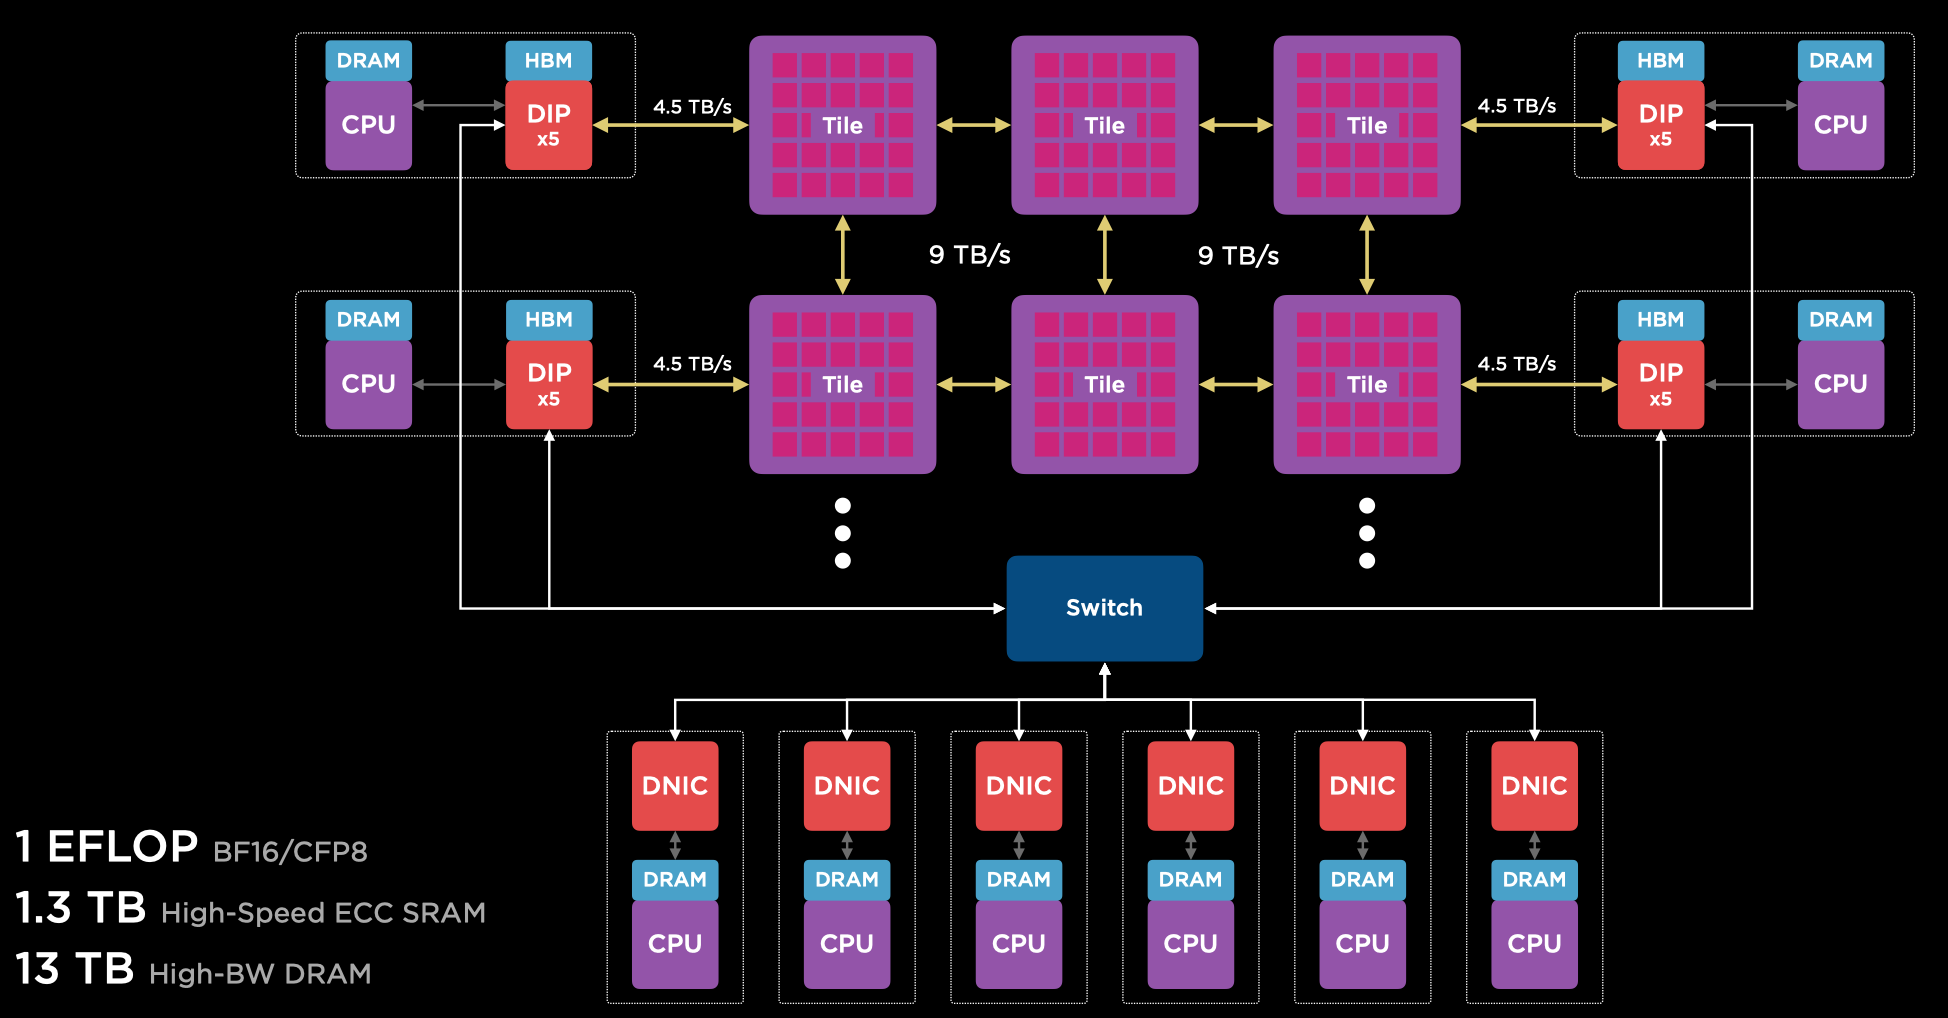 DRAM
HBM
HBM
DRAM
CPU
DIP
x5
4.5 TB/s
Tile
Tile
Tile
4.5 TB/s
DIP
x5
CPU
9 TB/s
9 TB/s
DRAM
HBM
HBM
DRAM
CPU
DIP
x5
4.5 TB/s
Tile
Tile
Tile
4.5 TB/s
DIP
x5
CPU
Switch
DNIC
DNIC
DNIC
DNIC
DNIC
DNIC
DRAM
DRAM
DRAM
DRAM
DRAM
DRAM
CPU
CPU
CPU
CPU
CPU
CPU
1 EFLOP BF16/CFP8
1.3 TB High-Speed ECC SRAM
13 TB High-BW DRAM